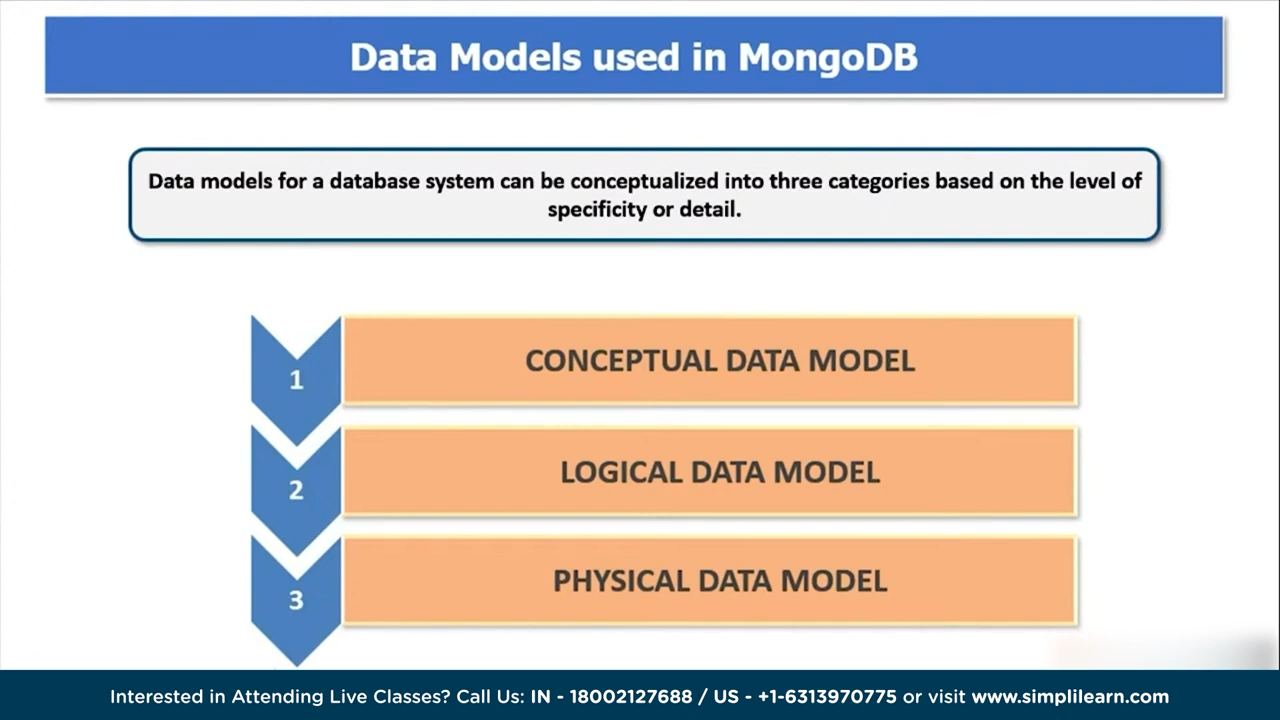 Data Models used in MongoDB
Data models for a database system can be conceptualized into three categories based on the level of
specificity or detail.
1
CONCEPTUAL DATA MODEL
2
LOGICAL DATA MODEL
3
PHYSICAL DATA MODEL
Interested in Attending Live Classes? Call Us: IN - 18002127688 / US - +1-6313970775 or visit www.simplilearn.com